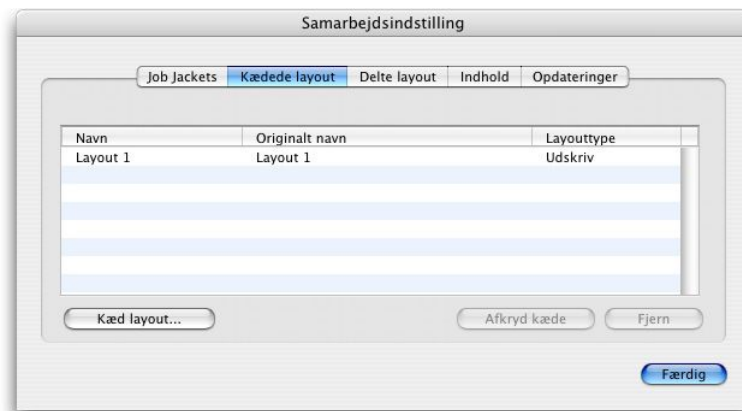 Samarbejdsindstilling
Job Jackets Kædede layout Delte layout Indhold Opdateringer
Navn Originalt navn Layouttype
Layout 1 Layout 1 Udskriv
Kæd layout... Afkryd kæde Fjern
Færdig